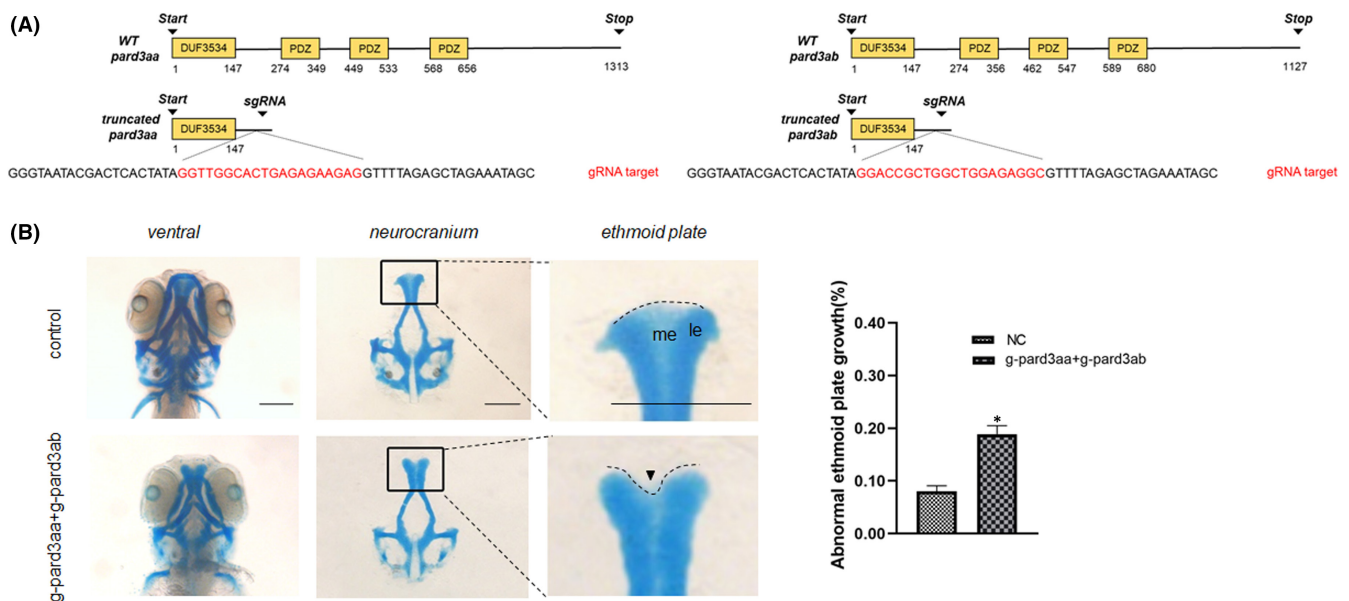 (A)
Start
Stop
WT
pard3aa
DUF3534
PDZ
PDZ
PDZ
1
147
274
349
449
533
568
656
1313
Start
sgRNA
truncated
pard3aa
DUF3534
1
147
GGGTAATACGACTCACTATAGGTTGGCACTGAGAGAAGAGGTTTTAGAGCTAGAAATAGC
gRNA target
Start
Stop
WT
pard3ab
DUF3534
PDZ
PDZ
PDZ
1
147
274
356
462
547
589
680
1127
Start
sgRNA
truncated
pard3ab
DUF3534
1
147
GGGTAATACGACTCACTATAGGACCGCTGGCTGGAGAGGCGTTTTAGAGCTAGAAATAGC
gRNA target
(B)
ventral
neurocranium
ethmoid plate
control
me
le
g-pard3aa+g-pard3ab
Abnormal ethmoid plate growth(%)
0.40
0.30
0.20
0.10
0.00
NC
g-pard3aa+g-pard3ab
*